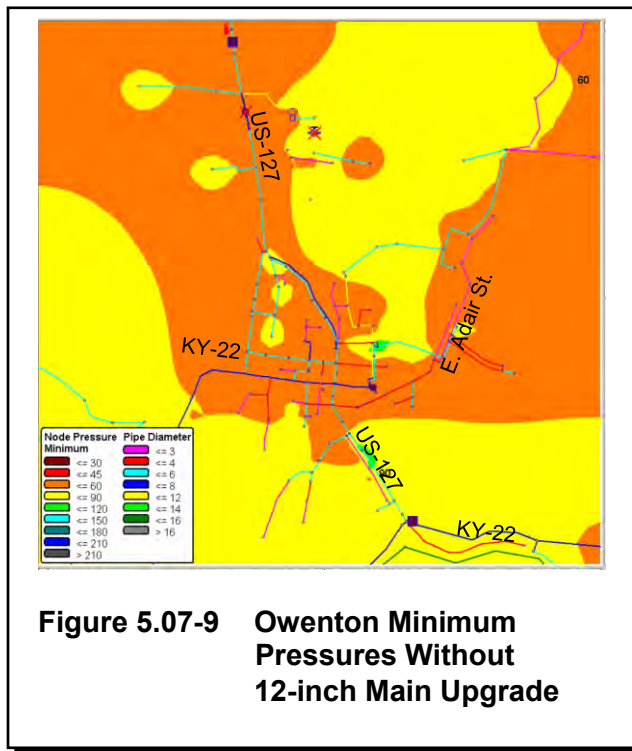 60
US-127
E. Adair St.
KY-22
US-127
KY-22
Node Pressure Minimum
<= 30
<= 45
<= 60
<= 90
<= 120
<= 150
<= 180
<= 210
> 210
Pipe Diameter
<= 3
<= 4
<= 6
<= 8
<= 12
<= 14
<= 16
> 16
Figure 5.07-9 Owenton Minimum
Pressures Without
12-inch Main Upgrade